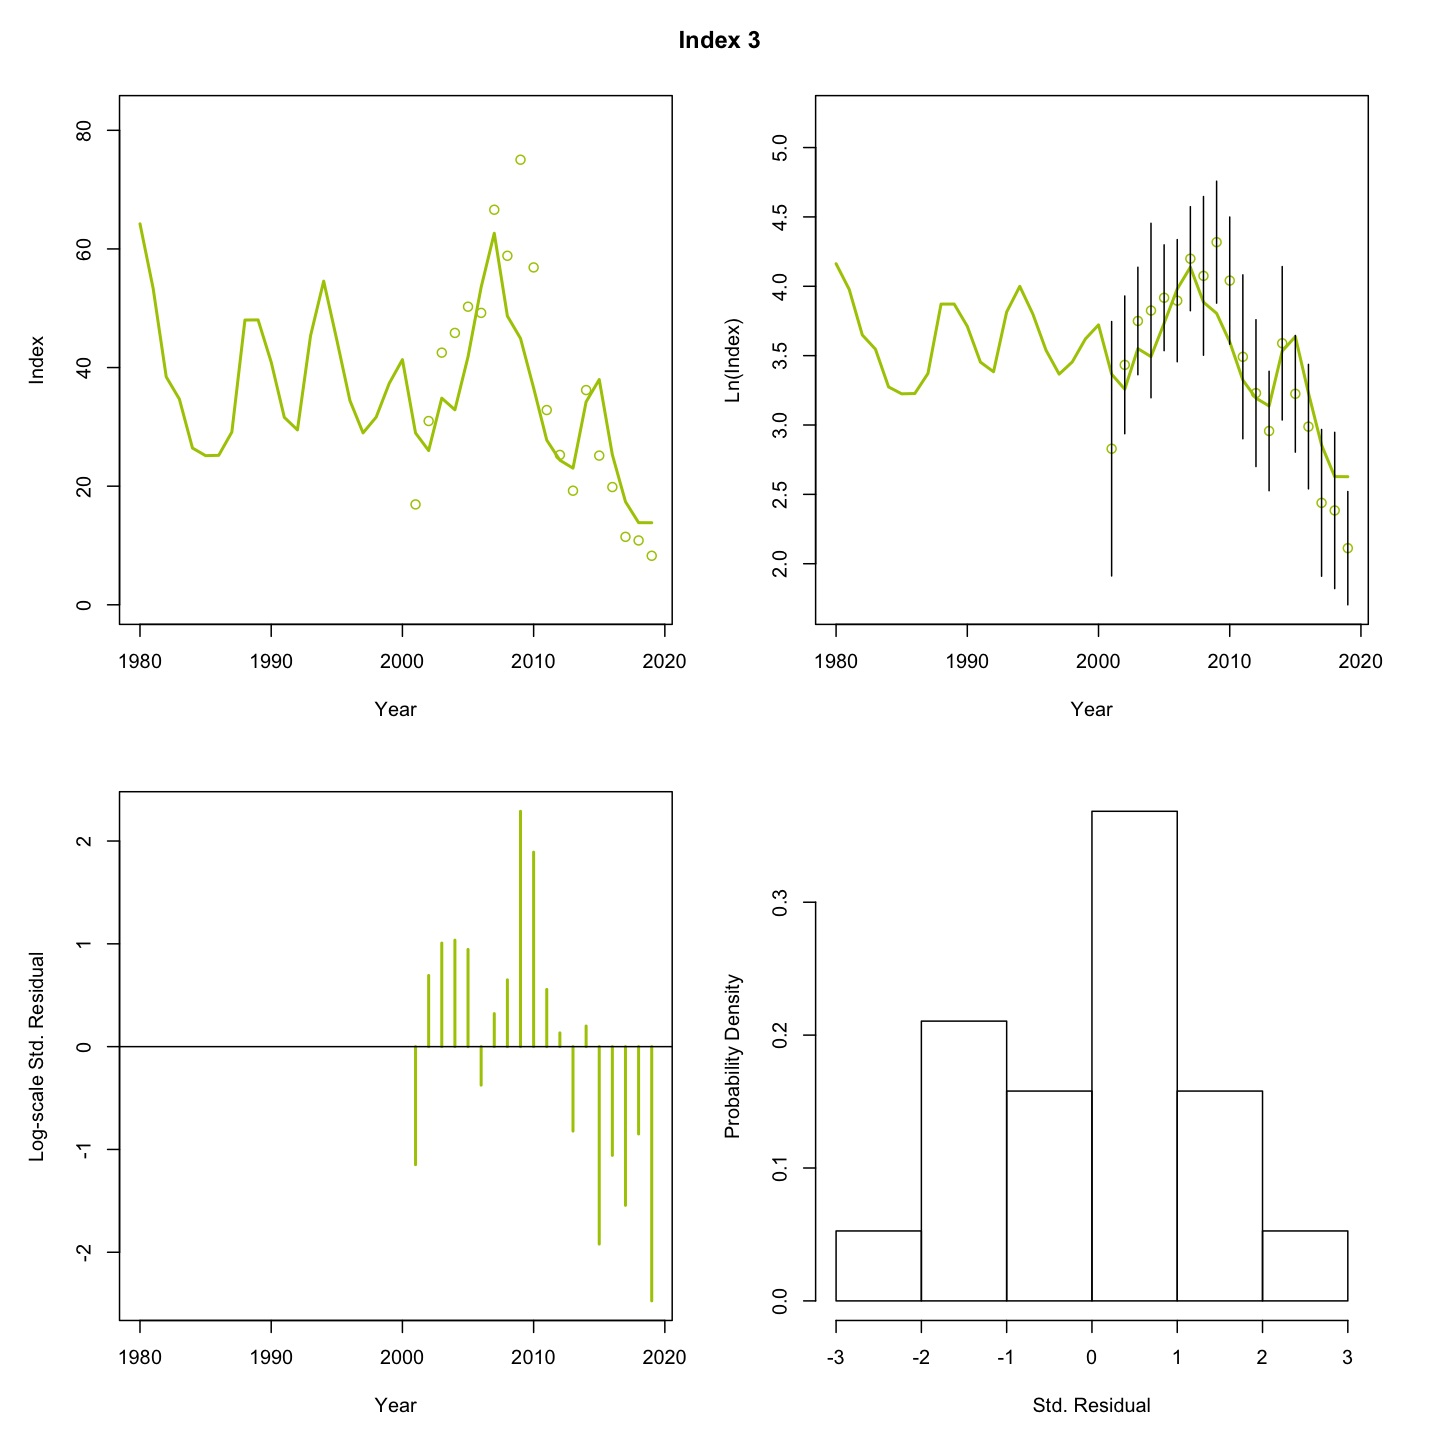 Index 3
Index
80
60
40
20
0
1980 1990 2000 2010 2020
Year
Ln(Index)
5.0
4.5
4.0
3.5
3.0
2.5
2.0
1980 1990 2000 2010 2020
Year
Log-scale Std. Residual
2
1
0
-1
-2
1980 1990 2000 2010 2020
Year
Probability Density
0.3
0.2
0.1
0.0
-3 -2 -1 0 1 2 3
Std. Residual